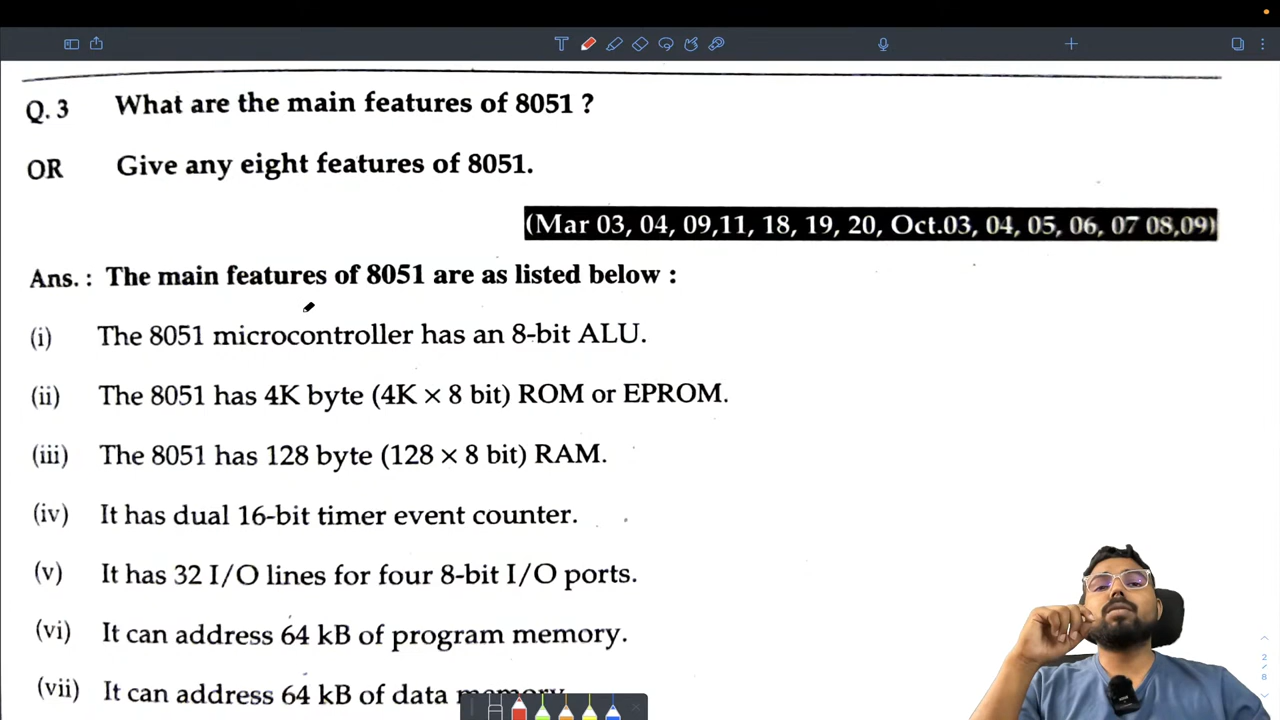 Q. 3 What are the main features of 8051 ?
OR Give any eight features of 8051.
(Mar 03, 04, 09,11, 18, 19, 20, Oct.03, 04, 05, 06, 07 08,09)
Ans. : The main features of 8051 are as listed below :
(i) The 8051 microcontroller has an 8-bit ALU.
(ii) The 8051 has 4K byte (4K × 8 bit) ROM or EPROM.
(iii) The 8051 has 128 byte (128 × 8 bit) RAM.
(iv) It has dual 16-bit timer event counter.
(v) It has 32 I/O lines for four 8-bit I/O ports.
(vi) It can address 64 kB of program memory.
(vii) It can address 64 kB of data memory.
2/8